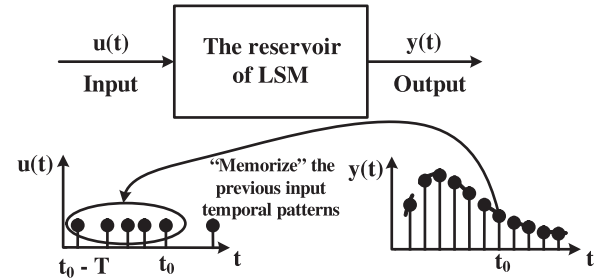 u(t)
Input
The reservoir
of LSM
y(t)
Output
u(t)
"Memorize" the
previous input
temporal patterns
y(t)
t₀ - T
t₀
t
t₀
t